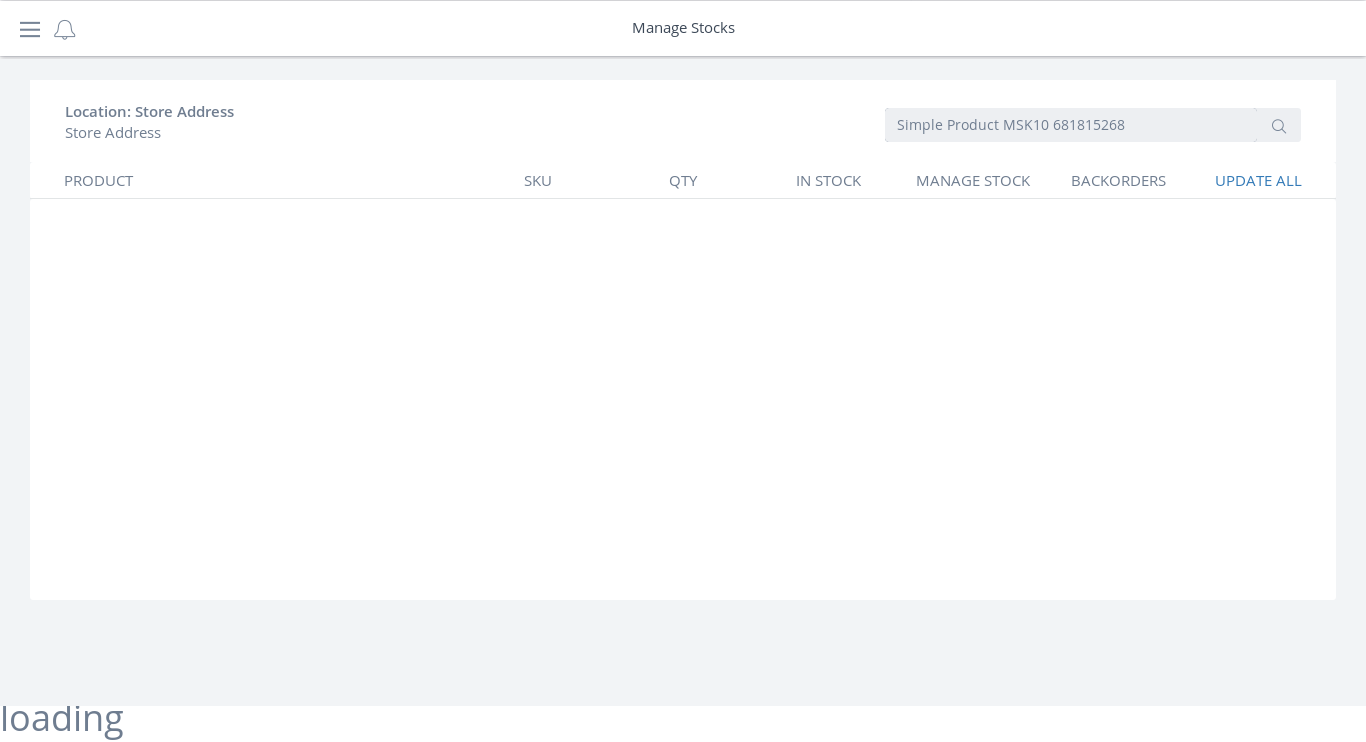 Manage Stocks
Location: Store Address
Store Address
Simple Product MSK10 681815268
PRODUCT SKU QTY IN STOCK MANAGE STOCK BACKORDERS UPDATE ALL
loading